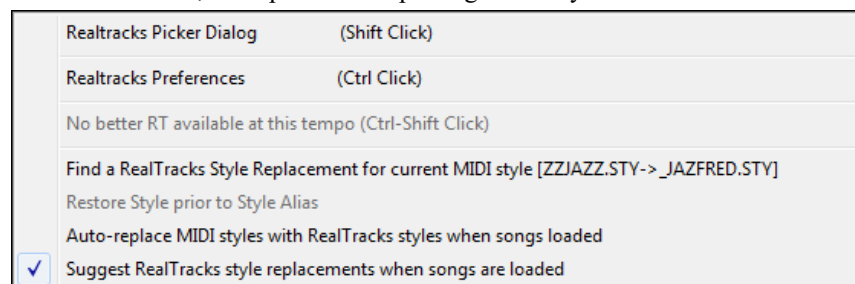 Realtracks Picker Dialog (Shift Click)
Realtracks Preferences (Ctrl Click)
No better RT available at this tempo (Ctrl-Shift Click)
Find a RealTracks Style Replacement for current MIDI style [ZZJAZZ.STY->_JAZFRED.STY]
Restore Style prior to Style Alias
Auto-replace MIDI styles with RealTracks styles when songs loaded
Suggest RealTracks style replacements when songs are loaded